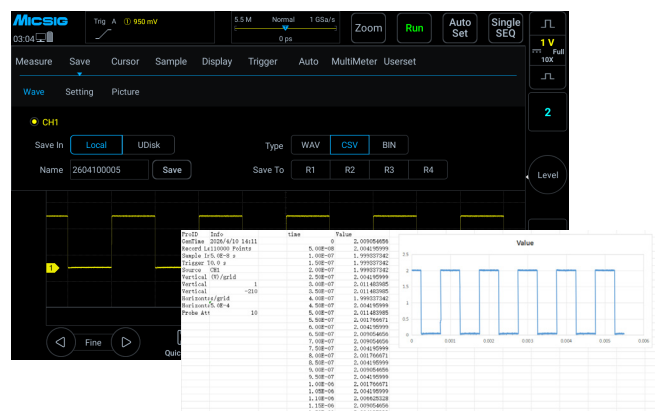 Micsig
Trig A ① 950 mV
5.5 M Normal 1 GSa/s
0 ps
Zoom
Run
Auto Set
Single SEQ
03:04
1 V
Full
10X
Measure Save Cursor Sample Display Trigger Auto MultiMeter Userset
Wave Setting Picture
2
CH1
Save In Local UDisk
Type WAV CSV BIN
Name 2604100005 Save
Save To R1 R2 R3 R4
Level
1
Fine
Quic
ProID Info time Value
GenTime 2026/4/10 14:11 0 2.009054656
Record Le110000 Points 5.00E-08 2.004195999
Sample In5.0E-8 s 1.00E-07 1.999337342
Trigger T0.0 s 1.50E-07 1.999337342
Source CH1 2.00E-07 1.999337342
Vertical (V)/grid 2.50E-07 2.004195999
Vertical 1 3.00E-07 2.011483985
Vertical -210 3.50E-07 2.011483985
Horizonts/grid 4.00E-07 1.999337342
Horizont5.0E-4 4.50E-07 2.004195999
Probe Att 10 5.00E-07 2.011483985
5.50E-07 2.001766671
6.00E-07 2.004195999
6.50E-07 2.009054656
7.00E-07 2.009054656
7.50E-07 2.004195999
8.00E-07 2.001766671
8.50E-07 2.004195999
9.00E-07 2.009054656
9.50E-07 2.004195999
1.00E-06 2.001766671
1.05E-06 2.004195999
1.10E-06 2.006625328
1.15E-06 2.009054656
Value
2.5
2
1.5
1
0.5
0
0 0.001 0.002 0.003 0.004 0.005 0.006